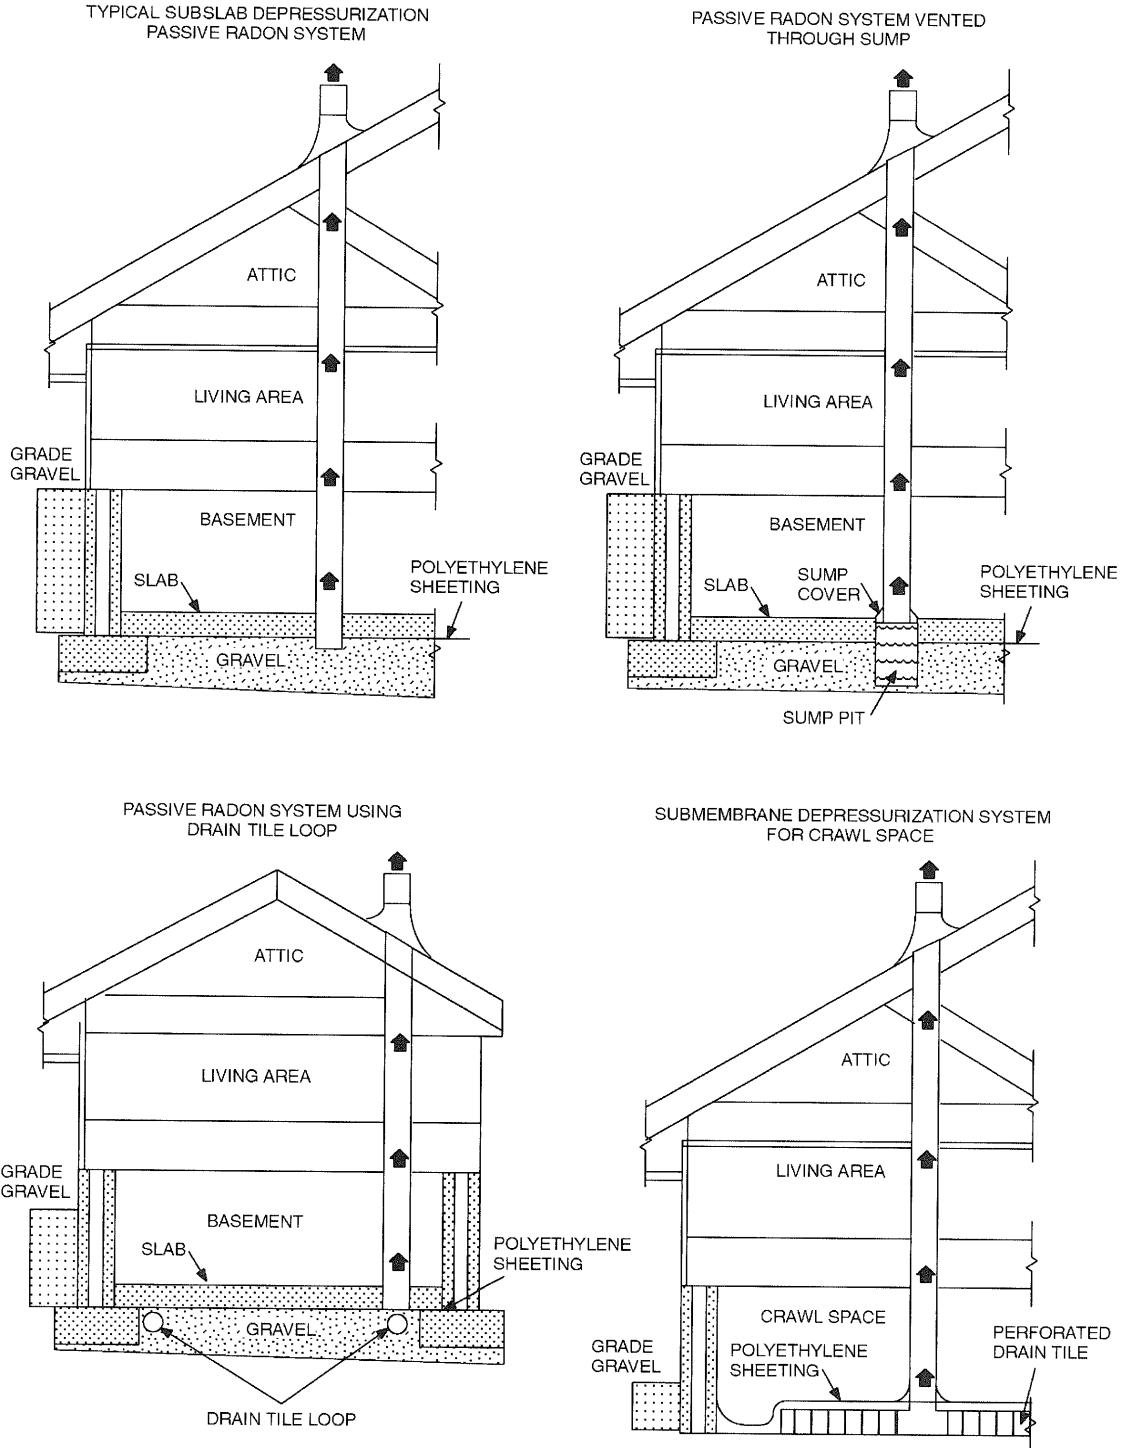 TYPICAL SUBSLAB DEPRESSURIZATION
PASSIVE RADON SYSTEM
ATTIC
LIVING AREA
GRADE
GRAVEL
BASEMENT
SLAB
POLYETHYLENE
SHEETING
GRAVEL
PASSIVE RADON SYSTEM VENTED
THROUGH SUMP
ATTIC
LIVING AREA
GRADE
GRAVEL
BASEMENT
SLAB
SUMP
COVER
POLYETHYLENE
SHEETING
GRAVEL
SUMP PIT
PASSIVE RADON SYSTEM USING
DRAIN TILE LOOP
ATTIC
LIVING AREA
GRADE
GRAVEL
BASEMENT
SLAB
POLYETHYLENE
SHEETING
GRAVEL
DRAIN TILE LOOP
SUBMEMBRANE DEPRESSURIZATION SYSTEM
FOR CRAWL SPACE
ATTIC
LIVING AREA
CRAWL SPACE
GRADE
GRAVEL
POLYETHYLENE
SHEETING
PERFORATED
DRAIN TILE